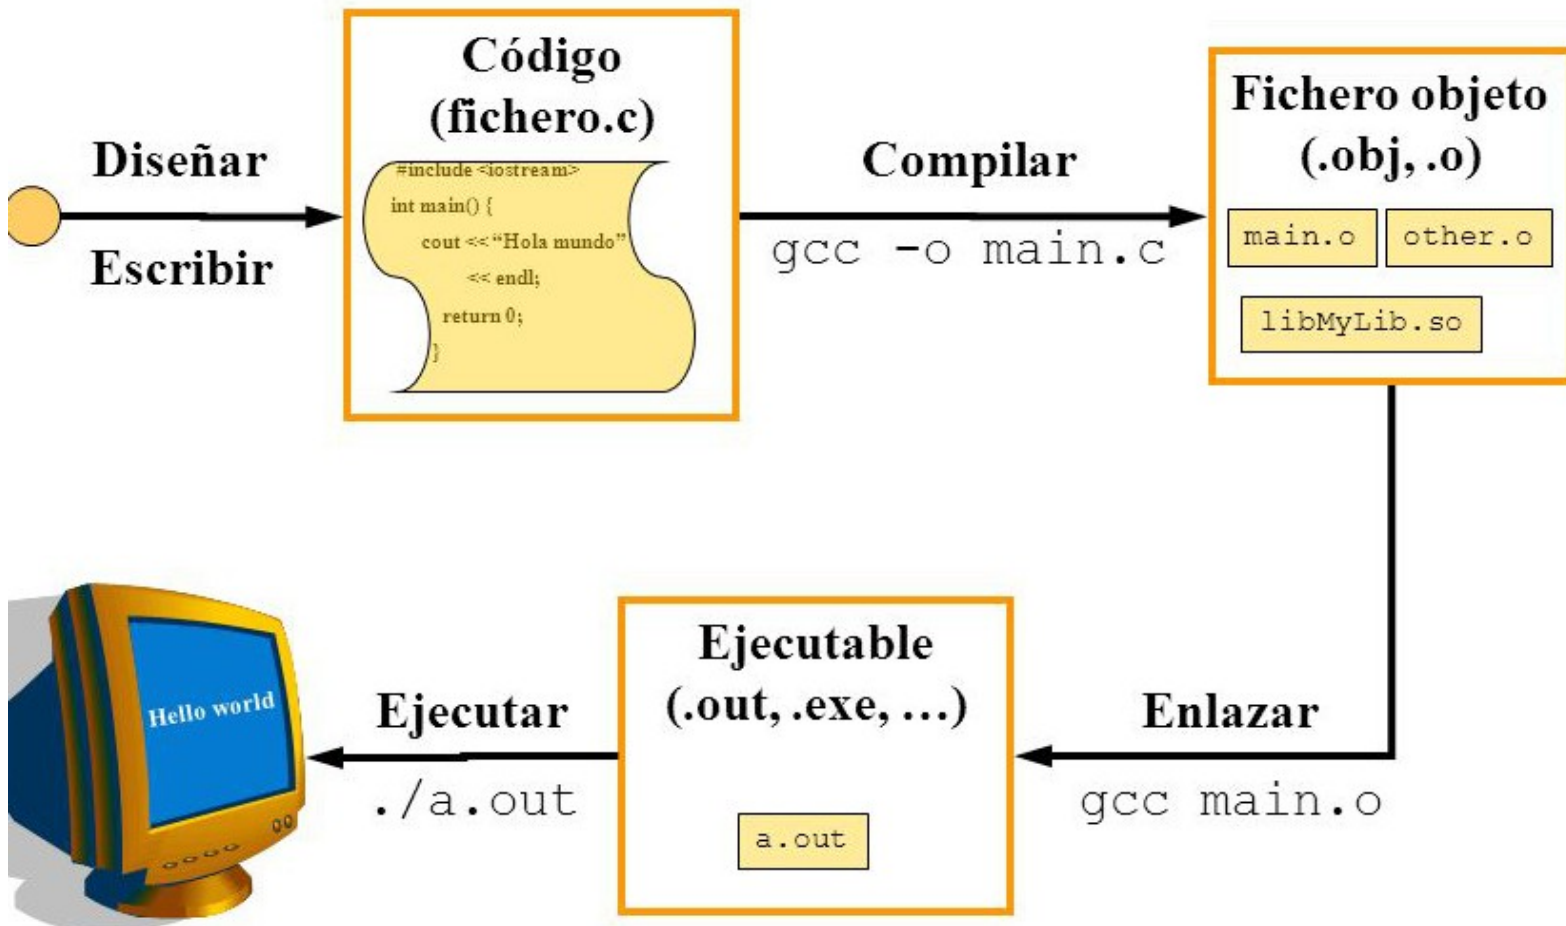 Diseñar
Escribir
Código
(fichero.c)
#include <iostream>
int main() {
cout << “Hola mundo”
<< endl;
return 0;
}
Compilar
gcc -o main.c
Fichero objeto
(.obj, .o)
main.o
other.o
libMyLib.so
Enlazar
gcc main.o
Ejecutable
(.out, .exe, …)
a.out
Ejecutar
./a.out
Hello world